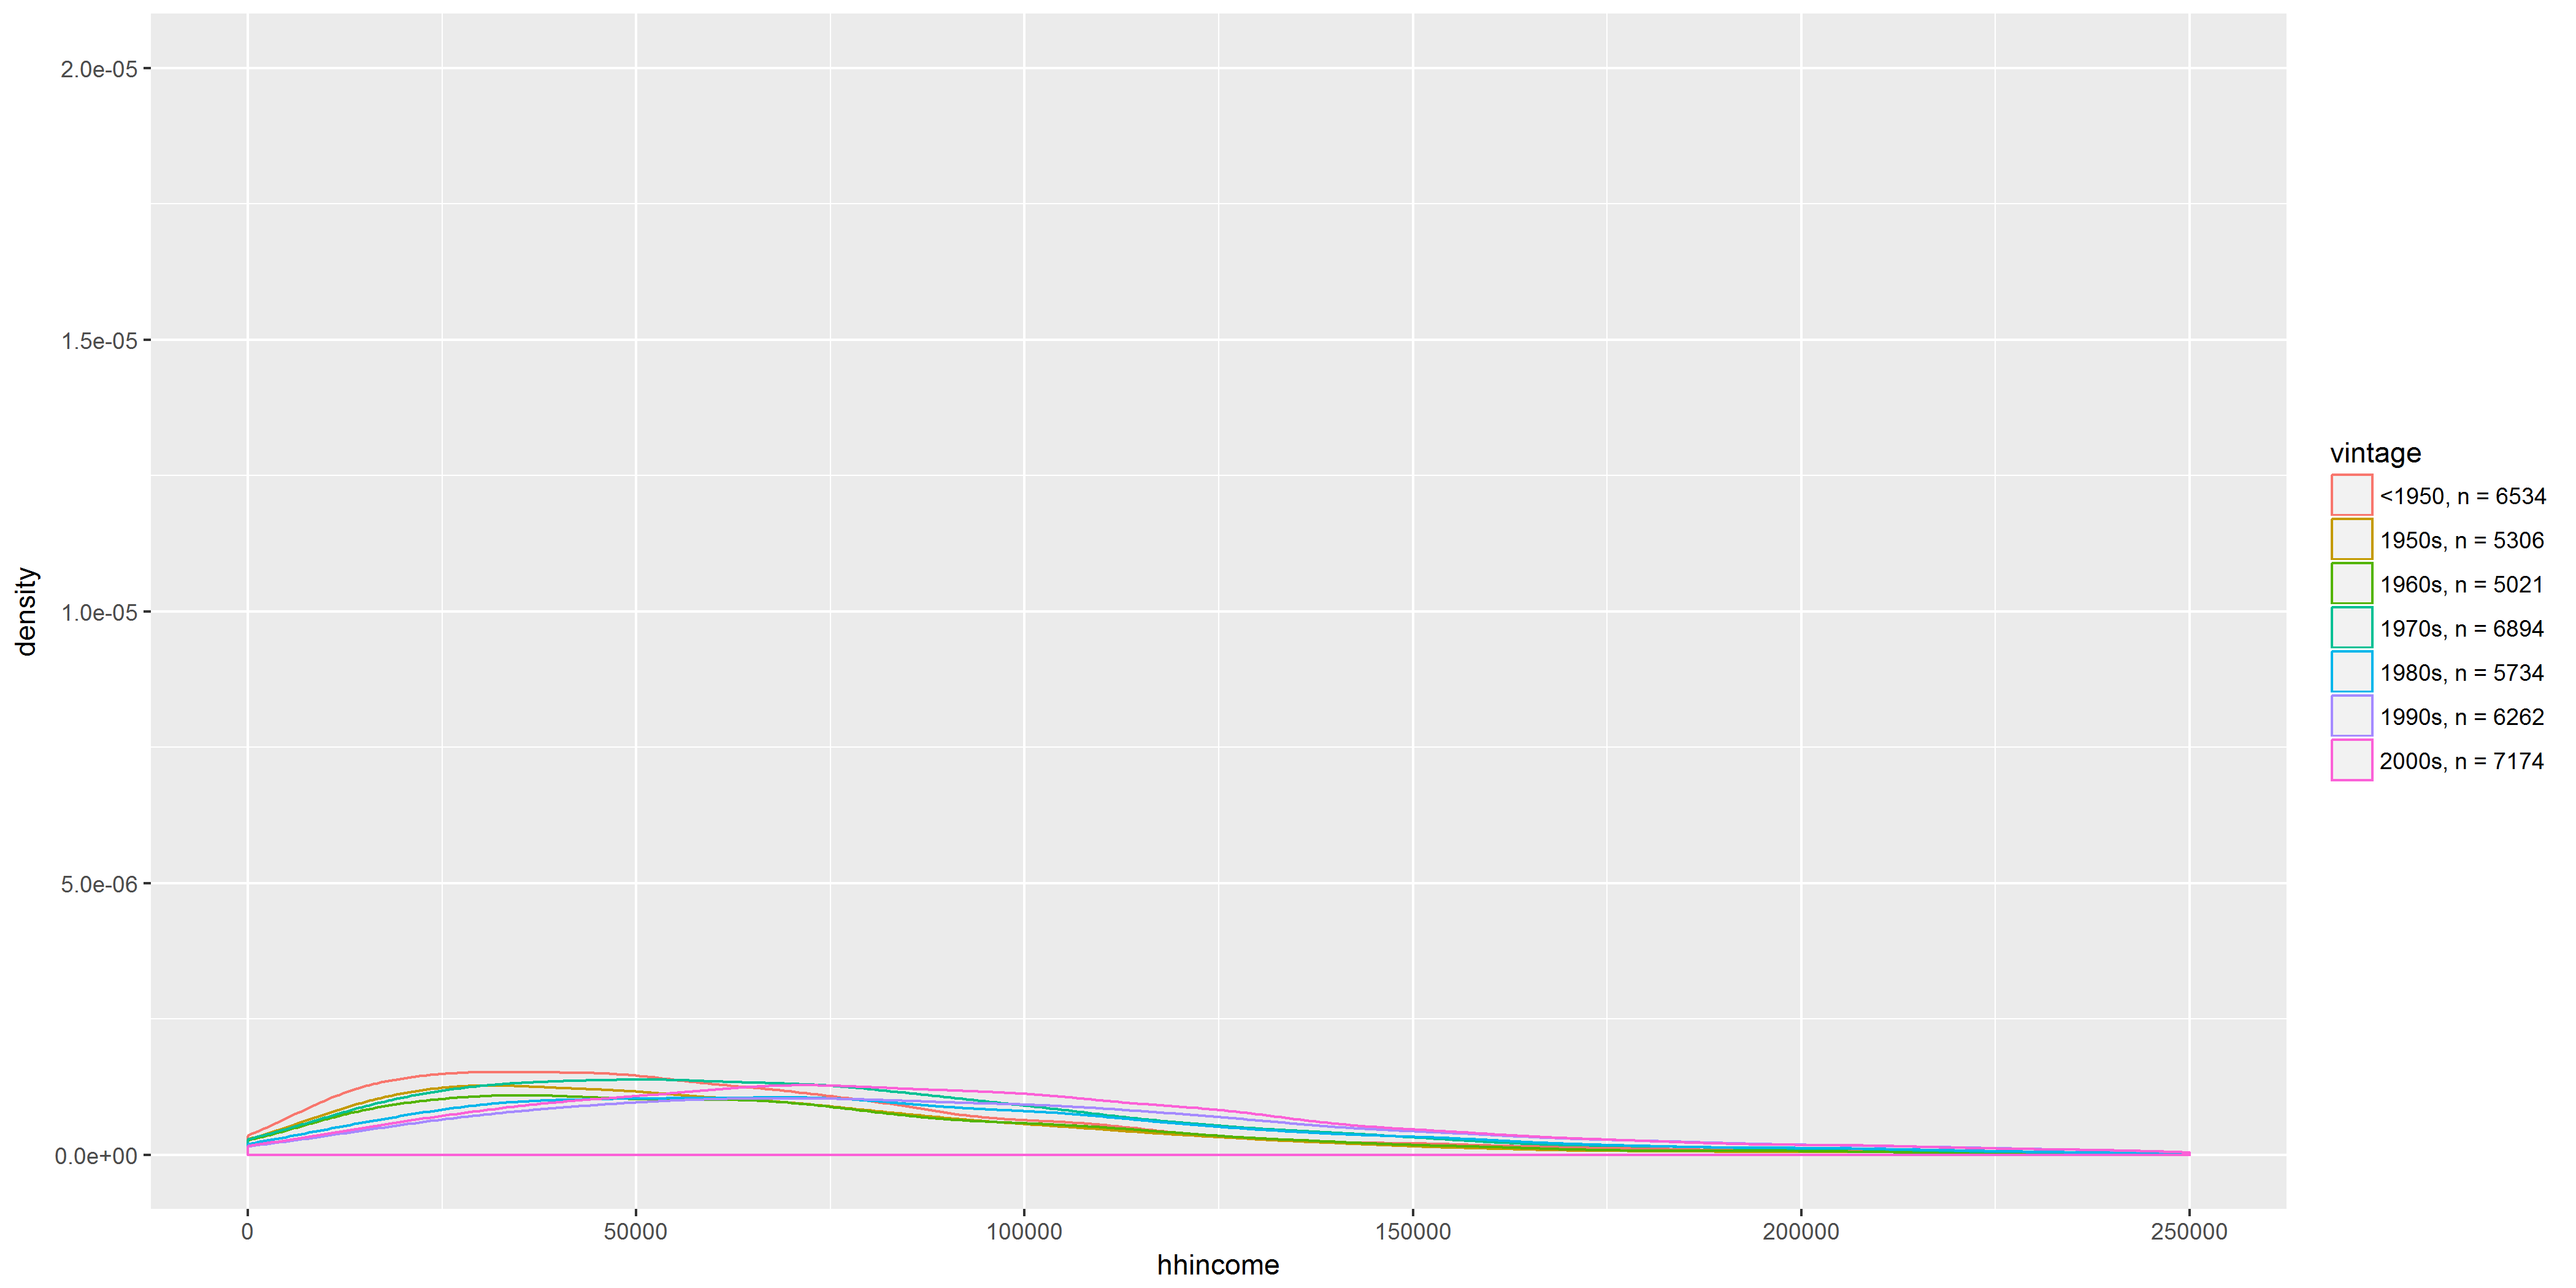 2.0e-05
1.5e-05
1.0e-05
5.0e-06
0.0e+00
density
0 50000 100000 150000 200000 250000
hhincome
vintage
<1950, n = 6534
1950s, n = 5306
1960s, n = 5021
1970s, n = 6894
1980s, n = 5734
1990s, n = 6262
2000s, n = 7174